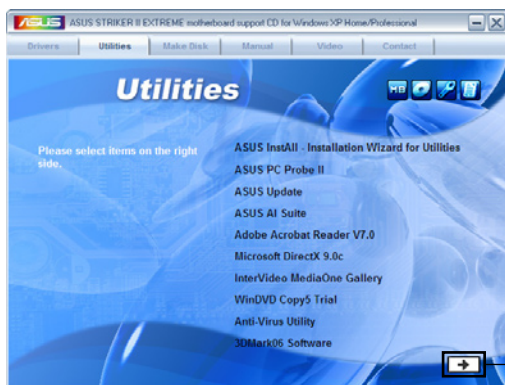 ASUS ASUS STRIKER II EXTREME motherboard support CD for Windows XP Home/Professional
Drivers Utilities Make Disk Manual Video Contact
Utilities
MB
Please select items on the right
side.
ASUS InstAll - Installation Wizard for Utilities
ASUS PC Probe II
ASUS Update
ASUS AI Suite
Adobe Acrobat Reader V7.0
Microsoft DirectX 9.0c
InterVideo MediaOne Gallery
WinDVD Copy5 Trial
Anti-Virus Utility
3DMark06 Software